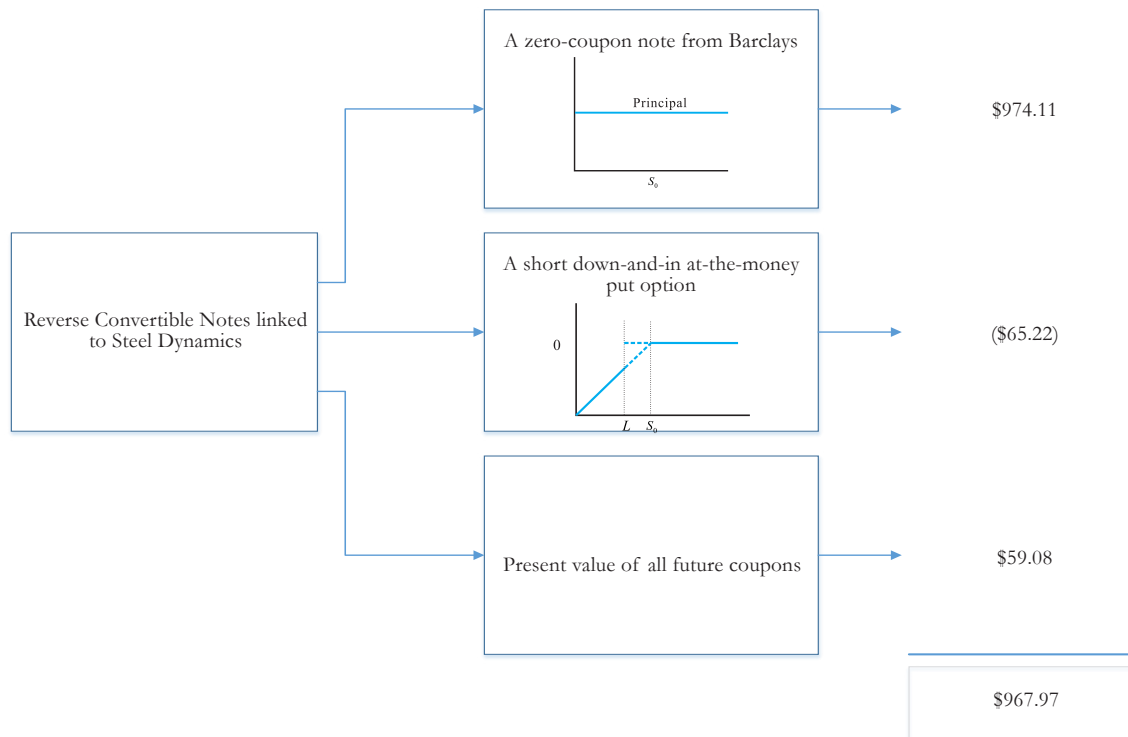 A zero-coupon note from Barclays
Principal
S₀
$974.11
Reverse Convertible Notes linked
to Steel Dynamics
A short down-and-in at-the-money
put option
0
L S₀
($65.22)
Present value of all future coupons
$59.08
$967.97